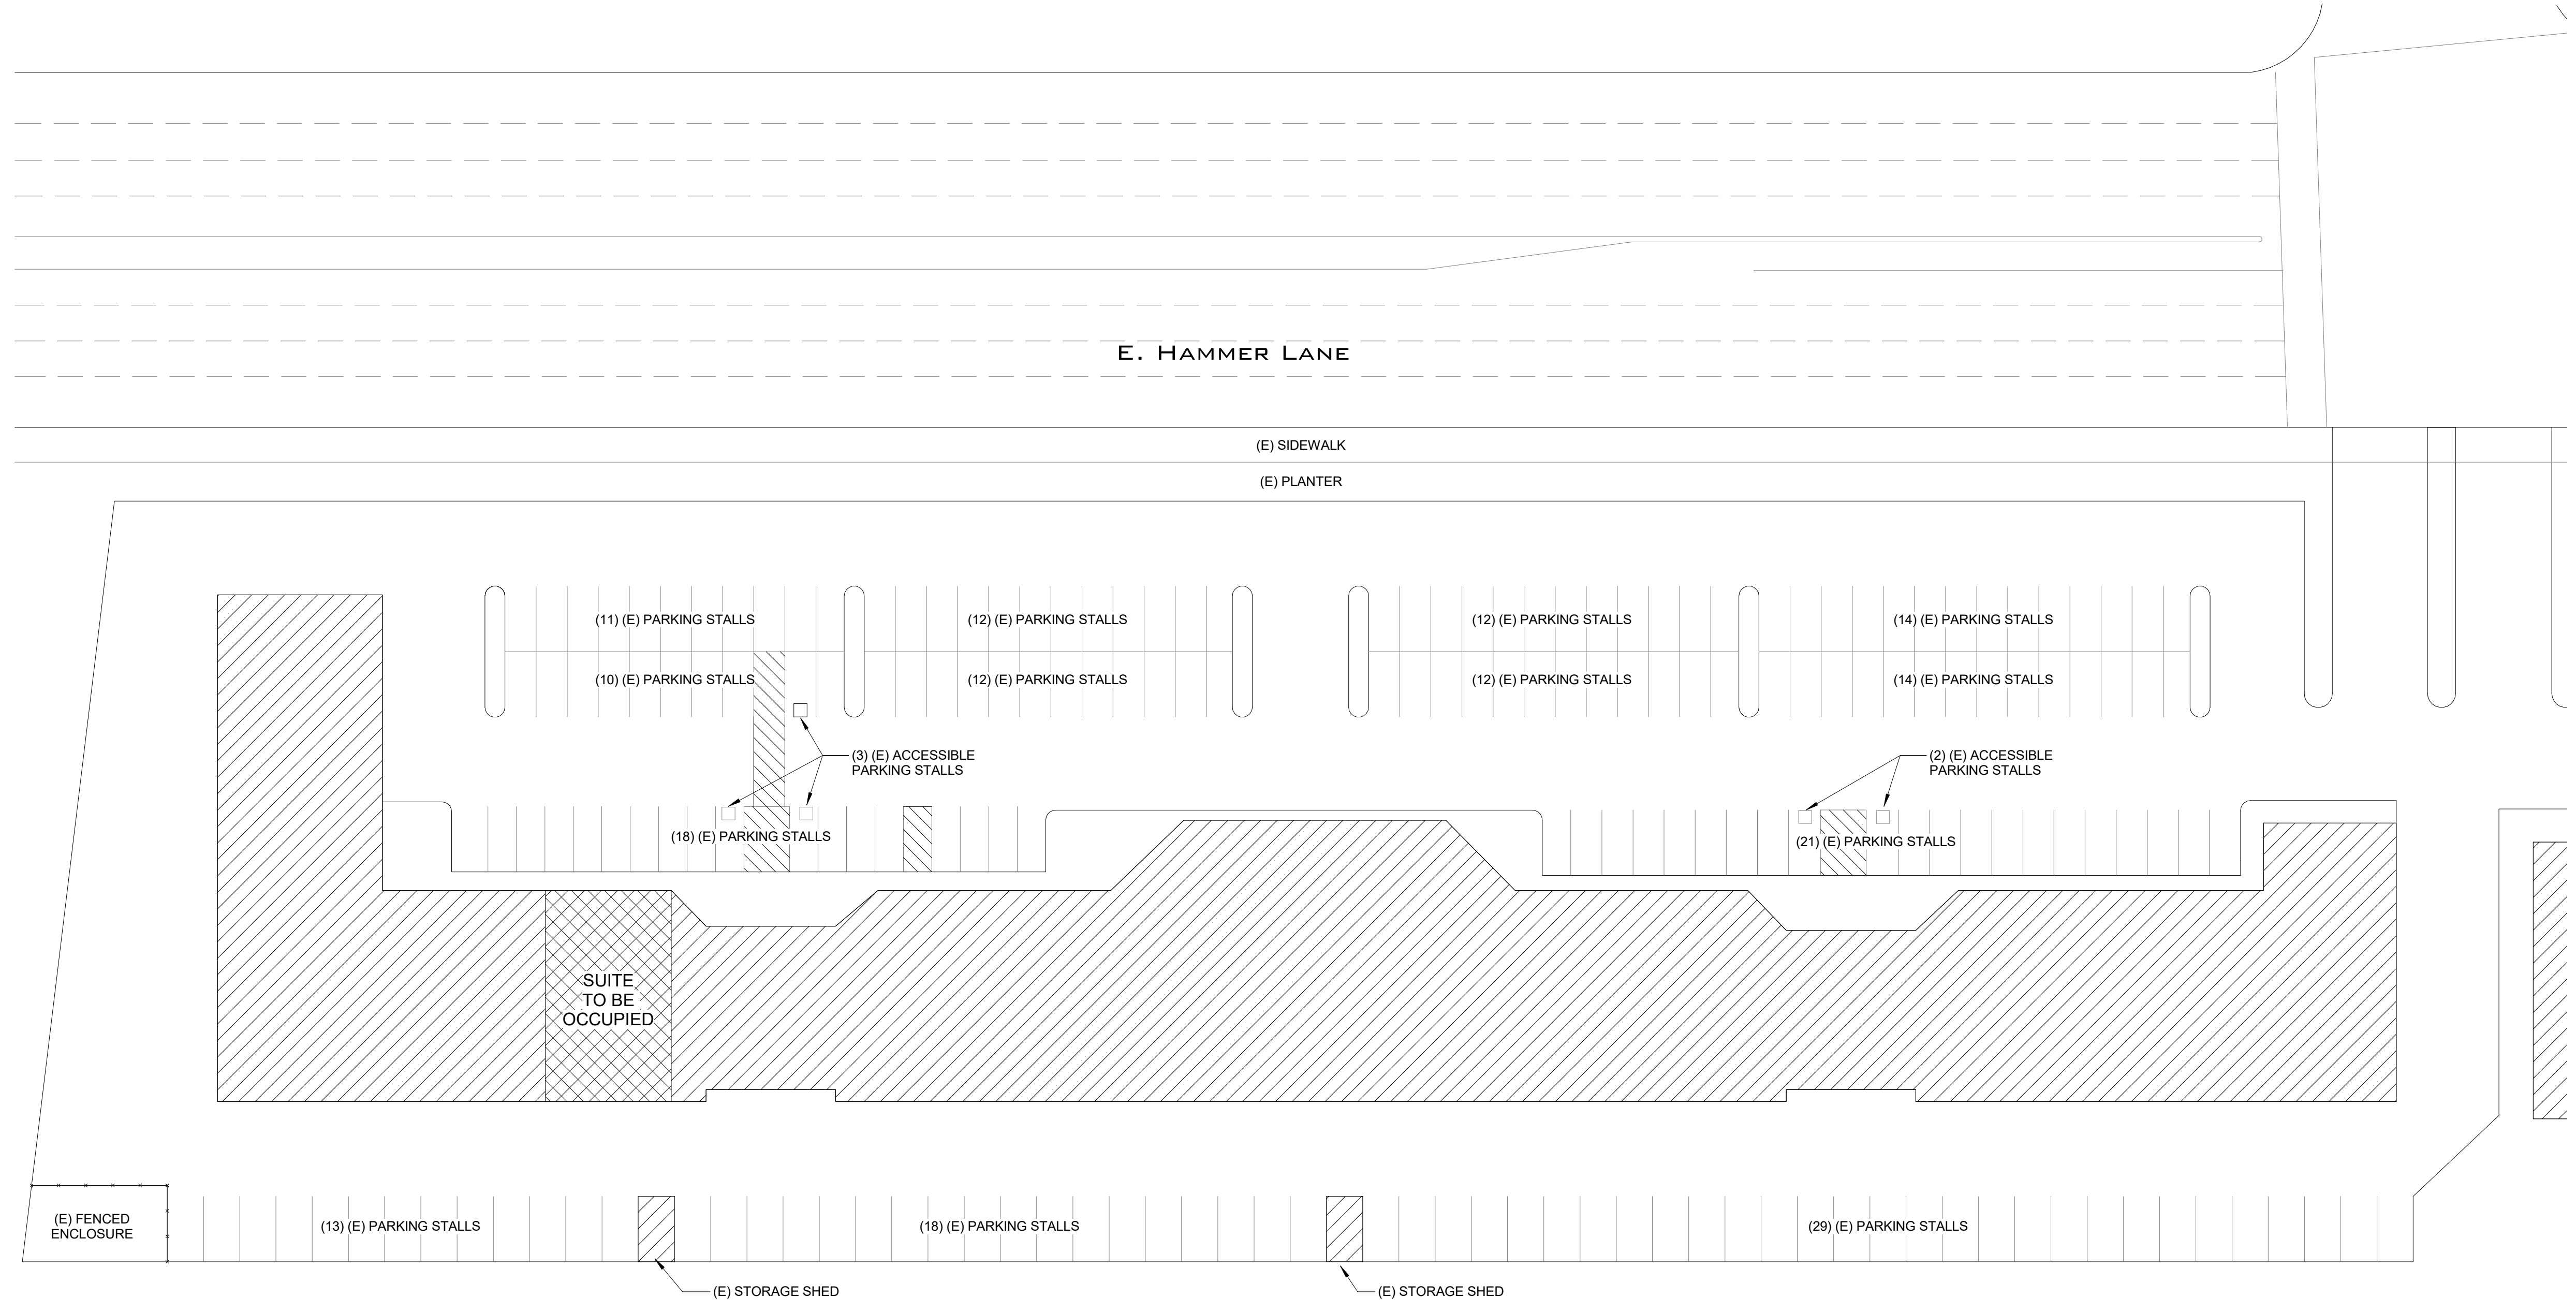 E. HAMMER LANE
(E) SIDEWALK
(E) PLANTER
(11) (E) PARKING STALLS
(12) (E) PARKING STALLS
(12) (E) PARKING STALLS
(14) (E) PARKING STALLS
(10) (E) PARKING STALLS
(12) (E) PARKING STALLS
(12) (E) PARKING STALLS
(14) (E) PARKING STALLS
(3) (E) ACCESSIBLE
PARKING STALLS
(2) (E) ACCESSIBLE
PARKING STALLS
(18) (E) PARKING STALLS
(21) (E) PARKING STALLS
SUITE
TO BE
OCCUPIED
(E) FENCED
ENCLOSURE
(13) (E) PARKING STALLS
(18) (E) PARKING STALLS
(29) (E) PARKING STALLS
(E) STORAGE SHED
(E) STORAGE SHED